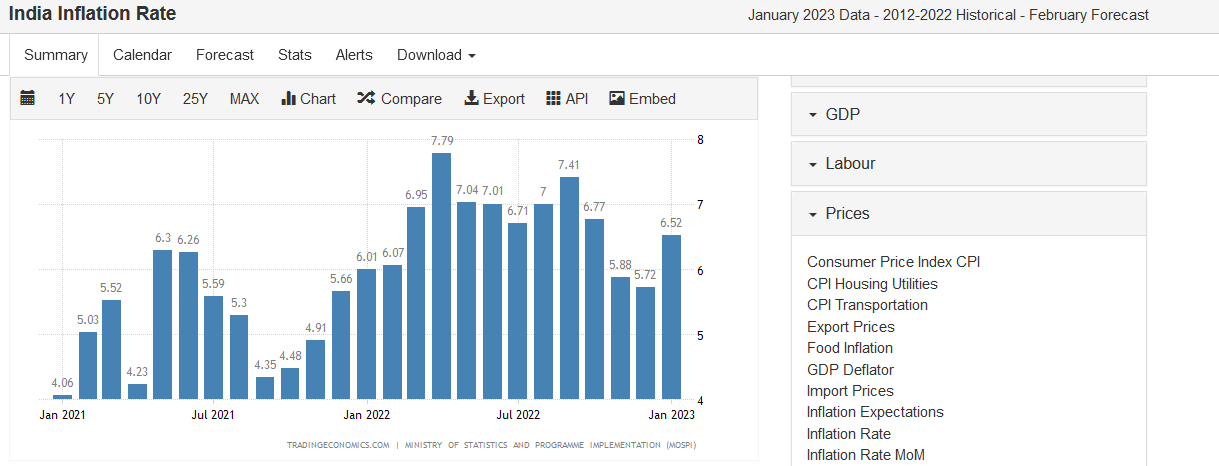 India Inflation Rate
January 2023 Data - 2012-2022 Historical - February Forecast
Summary Calendar Forecast Stats Alerts Download
1Y 5Y 10Y 25Y MAX Chart Compare Export API Embed
4.06 5.03 5.52 4.23 6.3 6.26 5.59 5.3 4.35 4.48 4.91 5.66 6.01 6.07 6.95 7.79 7.04 7.01 6.71 7 7.41 6.77 5.88 5.72 6.52
8
7
6
5
4
Jan 2021 Jul 2021 Jan 2022 Jul 2022 Jan 2023
TRADINGECONOMICS.COM | MINISTRY OF STATISTICS AND PROGRAMME IMPLEMENTATION (MOSPI)
GDP
Labour
Prices
Consumer Price Index CPI
CPI Housing Utilities
CPI Transportation
Export Prices
Food Inflation
GDP Deflator
Import Prices
Inflation Expectations
Inflation Rate
Inflation Rate MoM